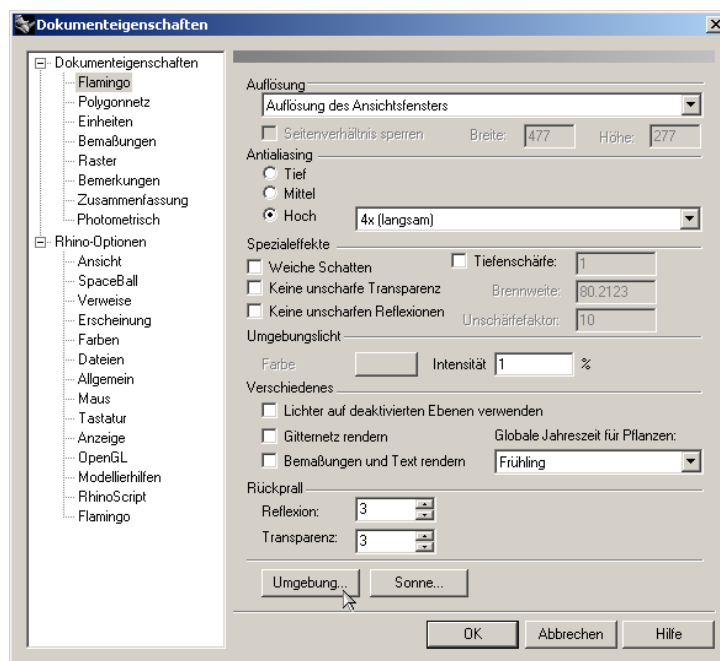 Dokumenteigenschaften
Dokumenteigenschaften
Flamingo
Polygonnetz
Einheiten
Bemaßungen
Raster
Bemerkungen
Zusammenfassung
Photometrisch
Rhino-Optionen
Ansicht
SpaceBall
Verweise
Erscheinung
Farben
Dateien
Allgemein
Maus
Tastatur
Anzeige
OpenGL
Modellierhilfen
RhinoScript
Flamingo
Auflösung
Auflösung des Ansichtsfensters
Seitenverhältnis sperren Breite: 477 Höhe: 277
Antialiasing
Tief
Mittel
Hoch 4x (langsam)
Spezialeffekte
Weiche Schatten Tiefenschärfe: 1
Keine unscharfe Transparenz Brennweite: 80.2123
Keine unscharfen Reflexionen Unschärfefaktor: 10
Umgebungslicht
Farbe Intensität 1 %
Verschiedenes
Lichter auf deaktivierten Ebenen verwenden
Gitternetz rendern Globale Jahreszeit für Pflanzen:
Bemaßungen und Text rendern Frühling
Rückprall
Reflexion: 3
Transparenz: 3
Umgebung... Sonne...
OK Abbrechen Hilfe